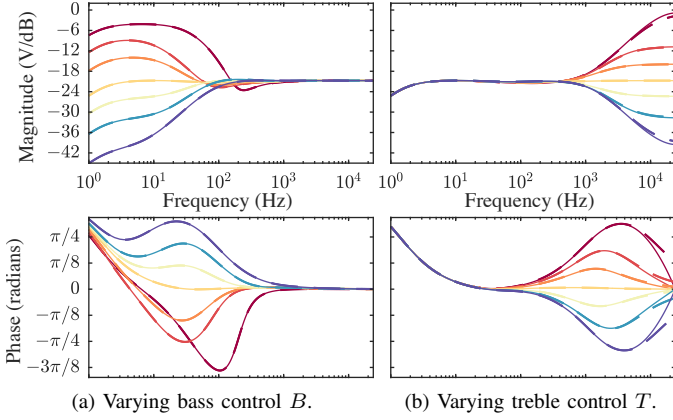 0
−6
−12
−18
−24
−30
−36
−42
Magnitude (V/dB)
10^0 10^1 10^2 10^3 10^4
Frequency (Hz)
10^0 10^1 10^2 10^3 10^4
Frequency (Hz)
π/4
π/8
0
−π/8
−π/4
−3π/8
Phase (radians)
(a) Varying bass control B.
(b) Varying treble control T.